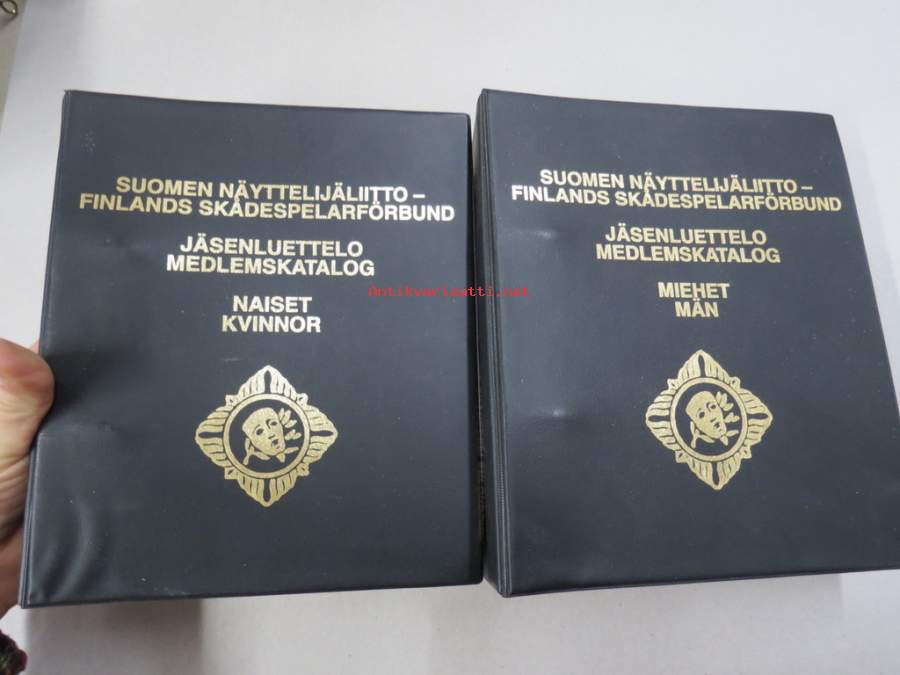 SUOMEN NÄYTTELIJÄLIITTO –
FINLANDS SKÅDESPELARFÖRBUND
JÄSENLUETTELO
MEDLEMSKATALOG
NAISET
KVINNOR
SUOMEN NÄYTTELIJÄLIITTO –
FINLANDS SKÅDESPELARFÖRBUND
JÄSENLUETTELO
MEDLEMSKATALOG
MIEHET
MÄN
Antikvariaatti.net